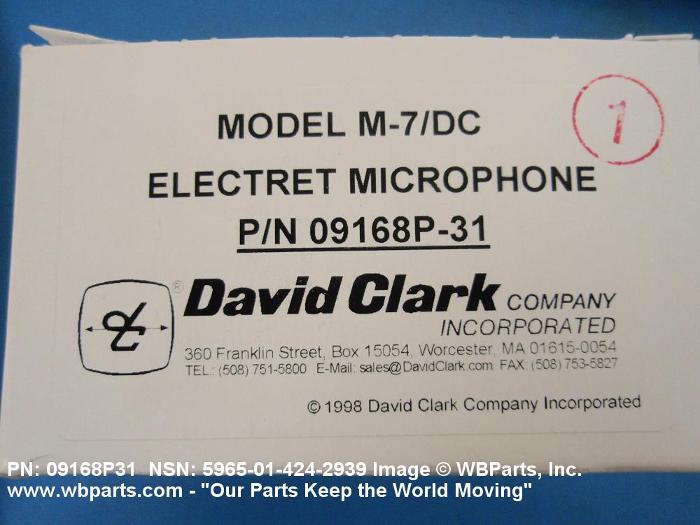 MODEL M-7/DC
1
ELECTRET MICROPHONE
P/N 09168P-31
dc
® David Clark COMPANY
INCORPORATED
360 Franklin Street, Box 15054, Worcester, MA 01615-0054
TEL.: (508) 751-5800 E-Mail: sales@DavidClark.com FAX: (508) 753-5827
© 1998 David Clark Company Incorporated
PN: 09168P31 NSN: 5965-01-424-2939 Image © WBParts, Inc.
www.wbparts.com - "Our Parts Keep the World Moving"